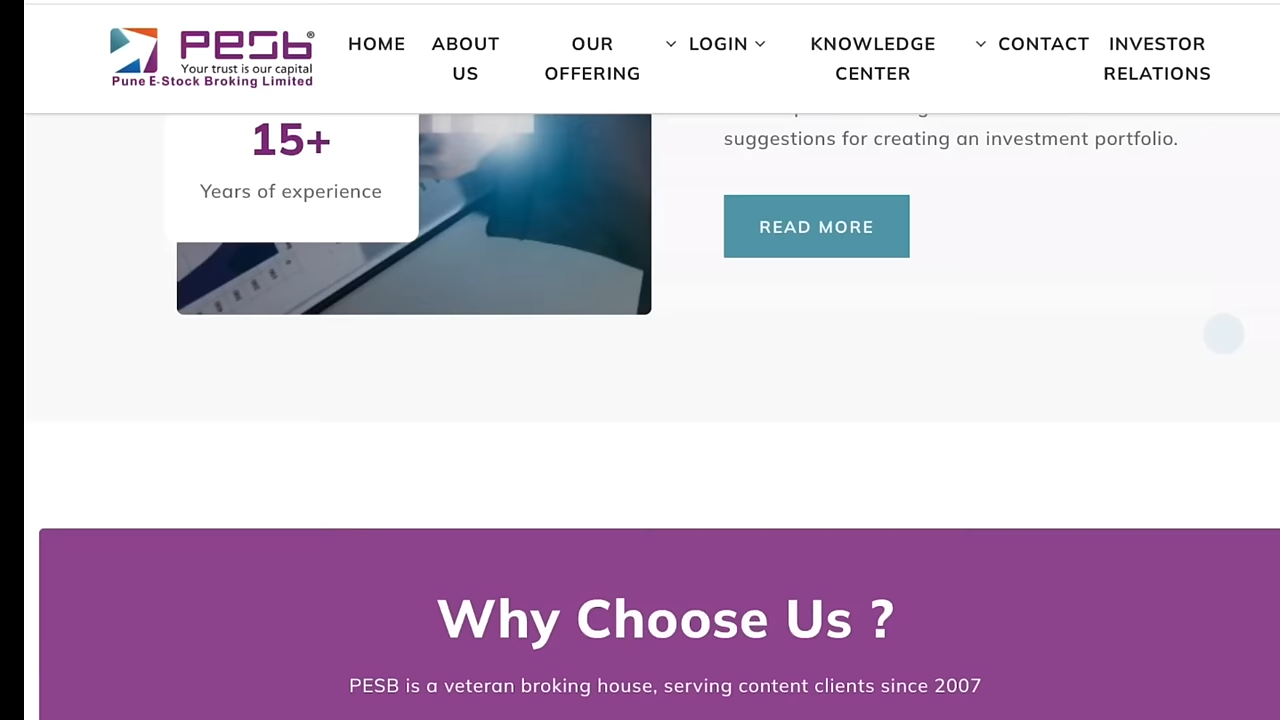 PESB®
Your trust is our capital
Pune E-Stock Broking Limited
HOME
ABOUT
US
OUR
OFFERING
LOGIN
KNOWLEDGE
CENTER
CONTACT
INVESTOR
RELATIONS
15+
Years of experience
suggestions for creating an investment portfolio.
READ MORE
Why Choose Us ?
PESB is a veteran broking house, serving content clients since 2007